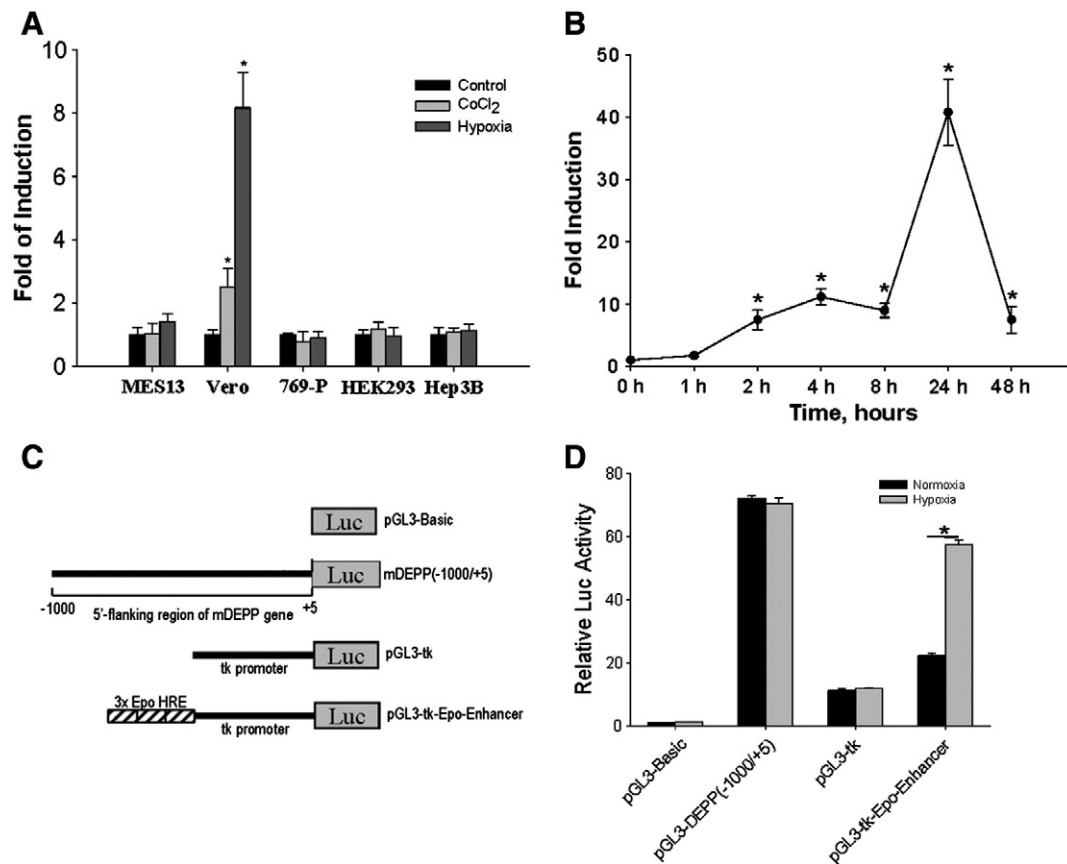 A
Fold of Induction
10
8
6
4
2
0
Control
CoCl2
Hypoxia
*
*
MES13
Vero
769-P
HEK293
Hep3B
B
Fold Induction
50
40
30
20
10
0
*
*
*
*
*
0 h
1 h
2 h
4 h
8 h
24 h
48 h
Time, hours
C
Luc
pGL3-Basic
Luc
mDEPP(-1000/+5)
-1000
5'-flanking region of mDEPP gene
+5
Luc
pGL3-tk
tk promoter
3x Epo HRE
Luc
pGL3-tk-Epo-Enhancer
tk promoter
D
Relative Luc Activity
80
60
40
20
0
Normoxia
Hypoxia
*
pGL3-Basic
pGL3-DEPP(-1000/+5)
pGL3-tk
pGL3-tk-Epo-Enhancer